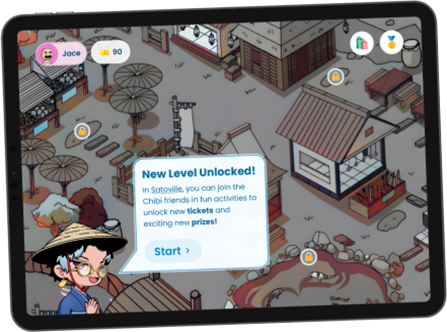 Jace
90
New Level Unlocked!
In Satoville, you can join the
Chibi friends in fun activities to
unlock new tickets and
exciting new prizes!
Start ›